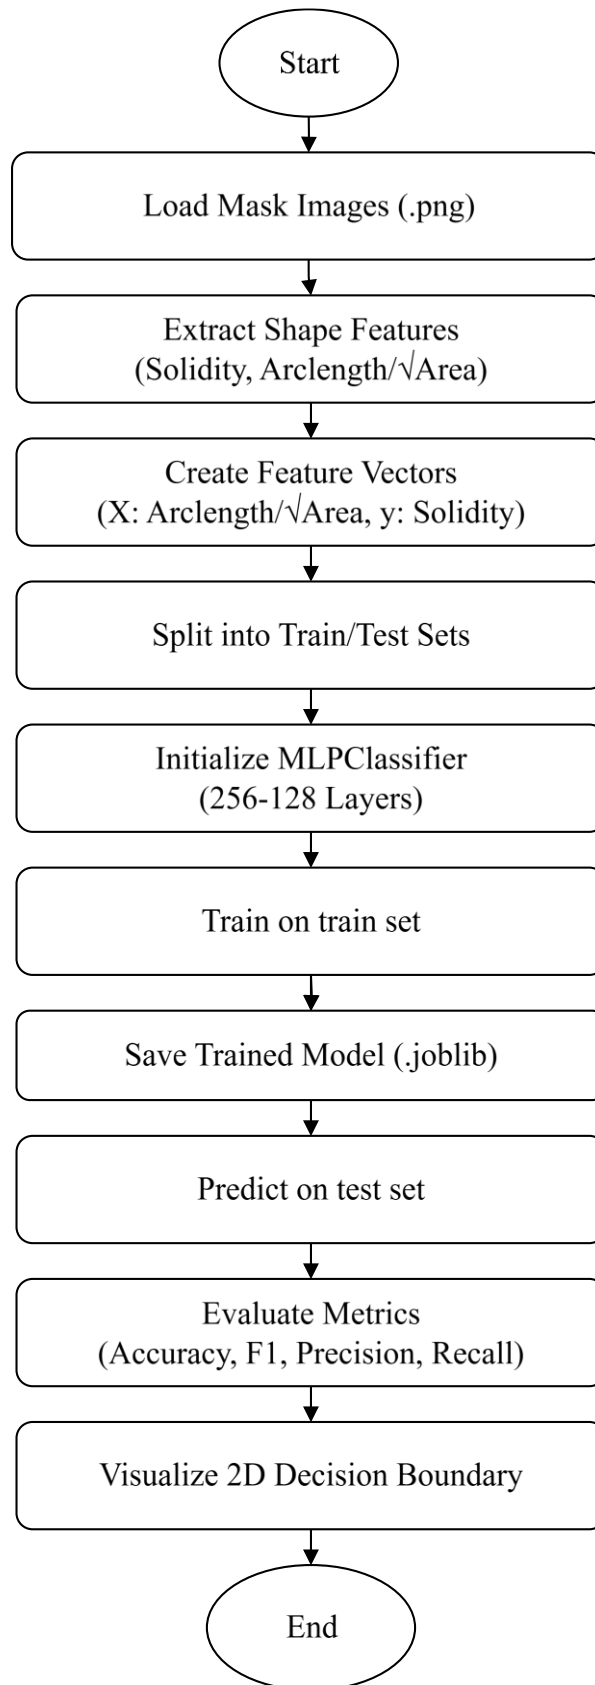 Start
Load Mask Images (.png)
Extract Shape Features
(Solidity, Arclength/√Area)
Create Feature Vectors
(X: Arclength/√Area, y: Solidity)
Split into Train/Test Sets
Initialize MLPClassifier
(256-128 Layers)
Train on train set
Save Trained Model (.joblib)
Predict on test set
Evaluate Metrics
(Accuracy, F1, Precision, Recall)
Visualize 2D Decision Boundary
End